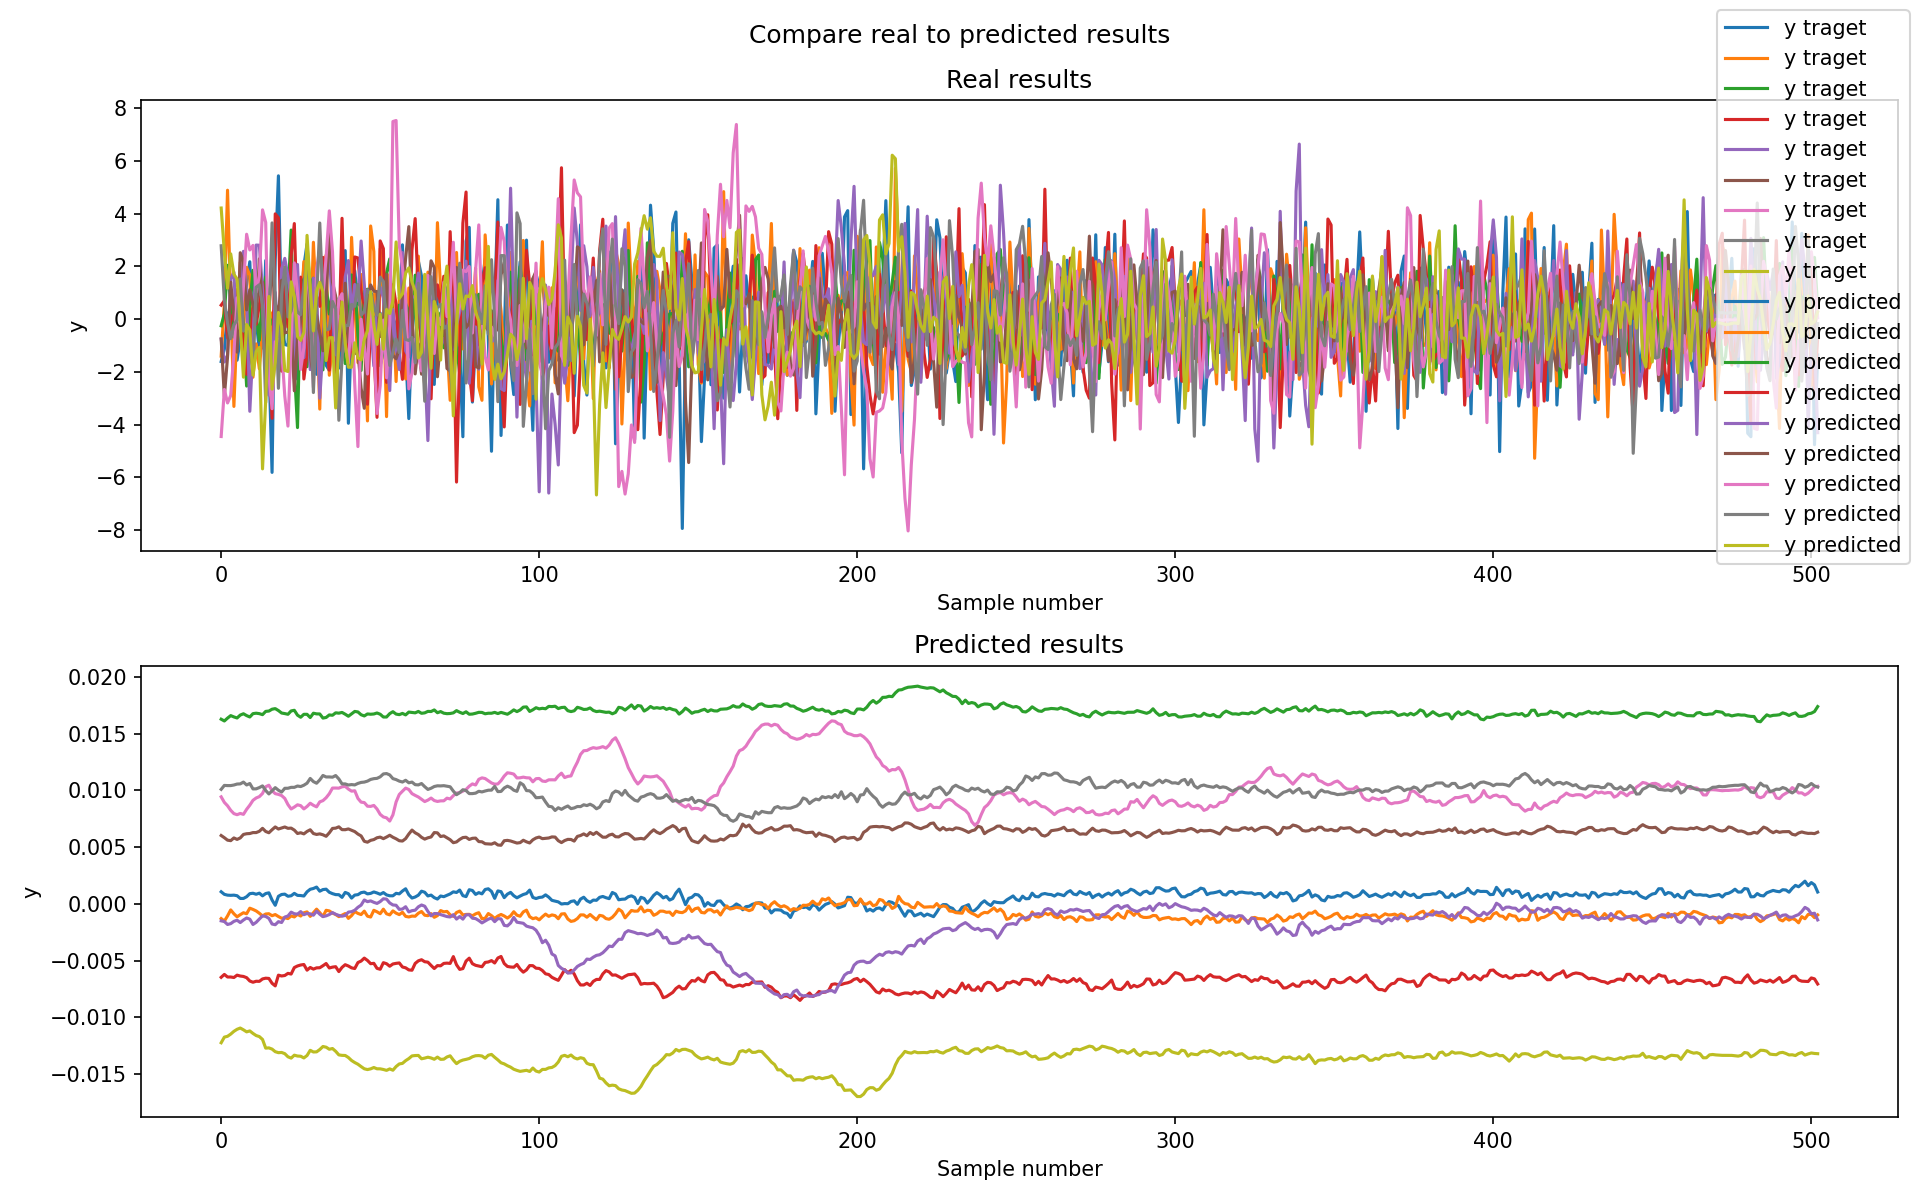 Compare real to predicted results
Real results
y traget
y traget
y traget
y traget
y traget
y traget
y traget
y traget
y traget
y predicted
y predicted
y predicted
y predicted
y predicted
y predicted
y predicted
y predicted
y predicted
8
6
4
2
0
−2
−4
−6
−8
y
0 100 200 300 400 500
Sample number
Predicted results
0.020
0.015
0.010
0.005
0.000
−0.005
−0.010
−0.015
y
0 100 200 300 400 500
Sample number